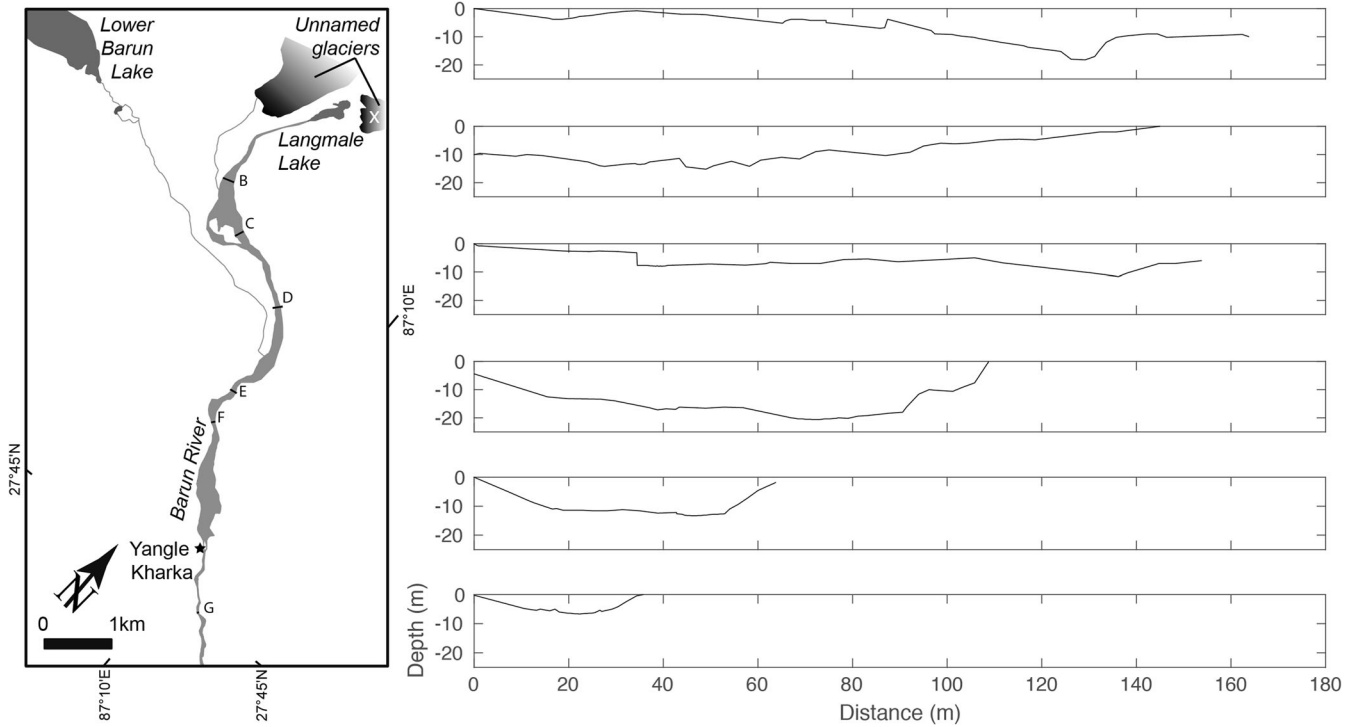 Lower
Barun
Lake
Unnamed
glaciers
X
Langmale
Lake
B
C
D
87°10'E
E
F
Barun River
27°45'N
Yangle
Kharka
N
G
0 1km
87°10'E
27°45'N
0
-10
-20
0
-10
-20
0
-10
-20
0
-10
-20
0
-10
-20
0
-10
-20
Depth (m)
0 20 40 60 80 100 120 140 160 180
Distance (m)